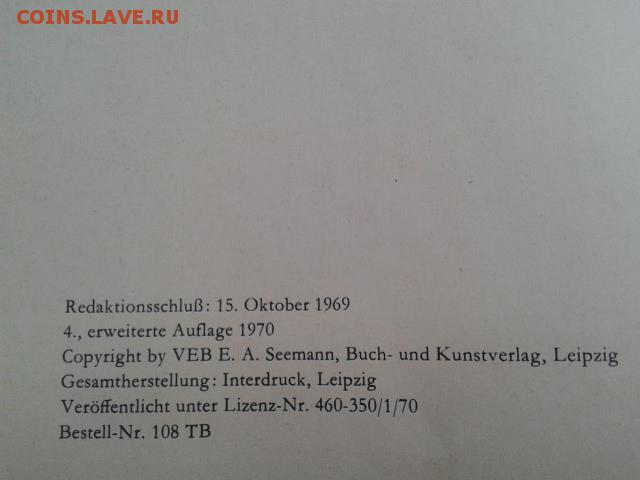 COINS.LAVE.RU
Redaktionsschluß: 15. Oktober 1969
4., erweiterte Auflage 1970
Copyright by VEB E. A. Seemann, Buch- und Kunstverlag, Leipzig
Gesamtherstellung: Interdruck, Leipzig
Veröffentlicht unter Lizenz-Nr. 460-350/1/70
Bestell-Nr. 108 TB